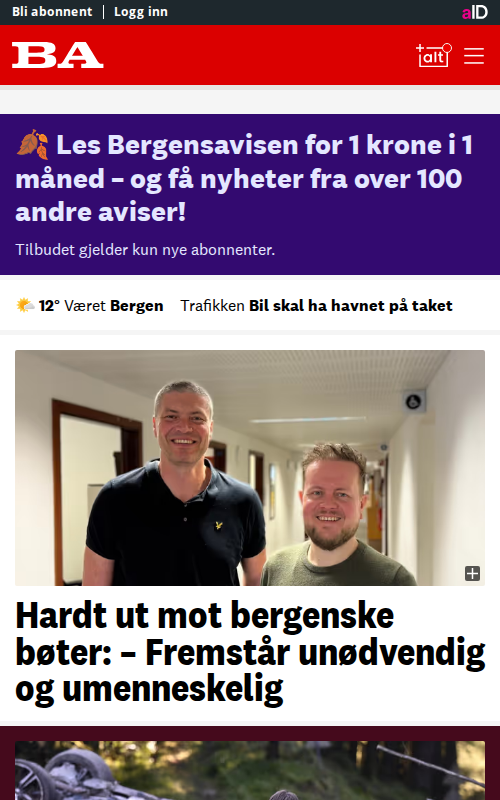 Bli abonnent | Logg inn
aID
BA
+alt
🍂 Les Bergensavisen for 1 krone i 1
måned – og få nyheter fra over 100
andre aviser!
Tilbudet gjelder kun nye abonnenter.
🌤️ 12° Været Bergen Trafikken Bil skal ha havnet på taket
Hardt ut mot bergenske
bøter: – Fremstår unødvendig
og umenneskelig